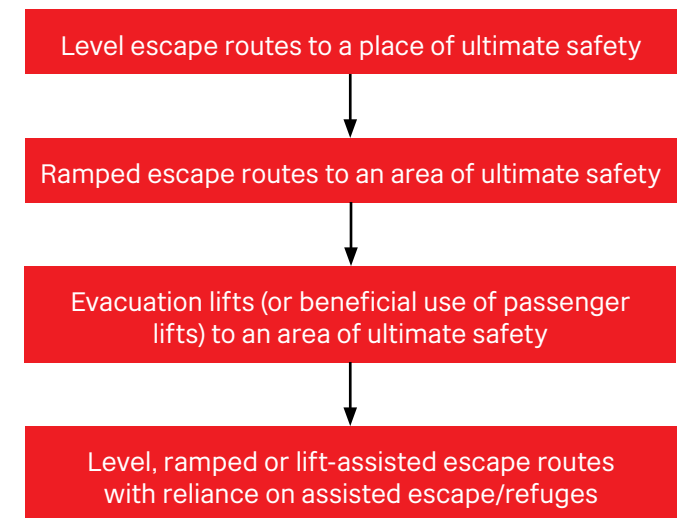 Level escape routes to a place of ultimate safety
Ramped escape routes to an area of ultimate safety
Evacuation lifts (or beneficial use of passenger
lifts) to an area of ultimate safety
Level, ramped or lift-assisted escape routes
with reliance on assisted escape/refuges